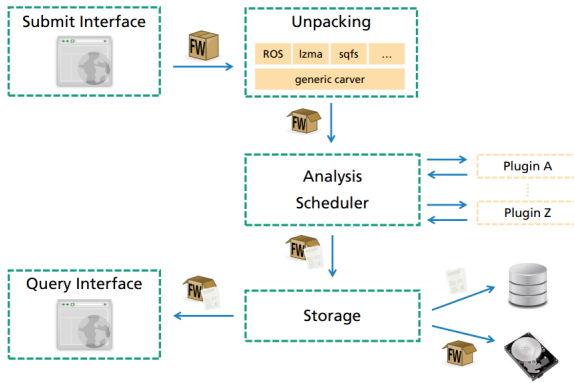 Submit Interface
Unpacking
FW
ROS
lzma
sqfs
...
generic carver
FW
Analysis
Scheduler
Plugin A
Plugin Z
FW
Query Interface
FW
Storage
FW